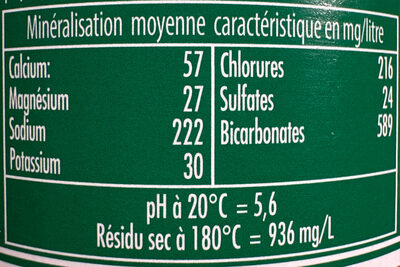 Minéralisation moyenne caractéristique en mg/litre
Calcium: 57
Magnésium 27
Sodium 222
Potassium 30
Chlorures 216
Sulfates 24
Bicarbonates 589
pH à 20°C = 5,6
Résidu sec à 180°C = 936 mg/L